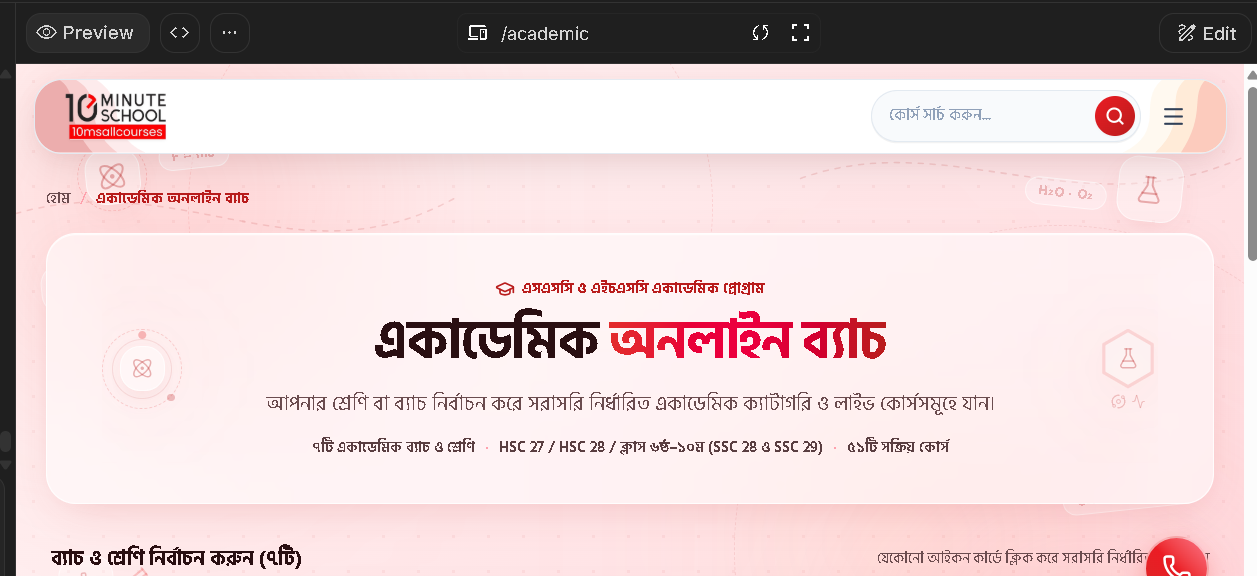 Preview
/academic
Edit
10 MINUTE SCHOOL
10msallcourses
কোর্স সার্চ করুন...
হোম / একাডেমিক অনলাইন ব্যাচ
H₂O · O₂
এসএসসি ও এইচএসসি একাডেমিক প্রোগ্রাম
একাডেমিক অনলাইন ব্যাচ
আপনার শ্রেণি বা ব্যাচ নির্বাচন করে সরাসরি নির্ধারিত একাডেমিক ক্যাটাগরি ও লাইভ কোর্সসমূহে যান।
৭টি একাডেমিক ব্যাচ ও শ্রেণি · HSC 27 / HSC 28 / ক্লাস ৬ষ্ঠ–১০ম (SSC 28 ও SSC 29) · ৫১টি সক্রিয় কোর্স
ব্যাচ ও শ্রেণি নির্বাচন করুন (৭টি)
যেকোনো আইকন কার্ডে ক্লিক করে সরাসরি